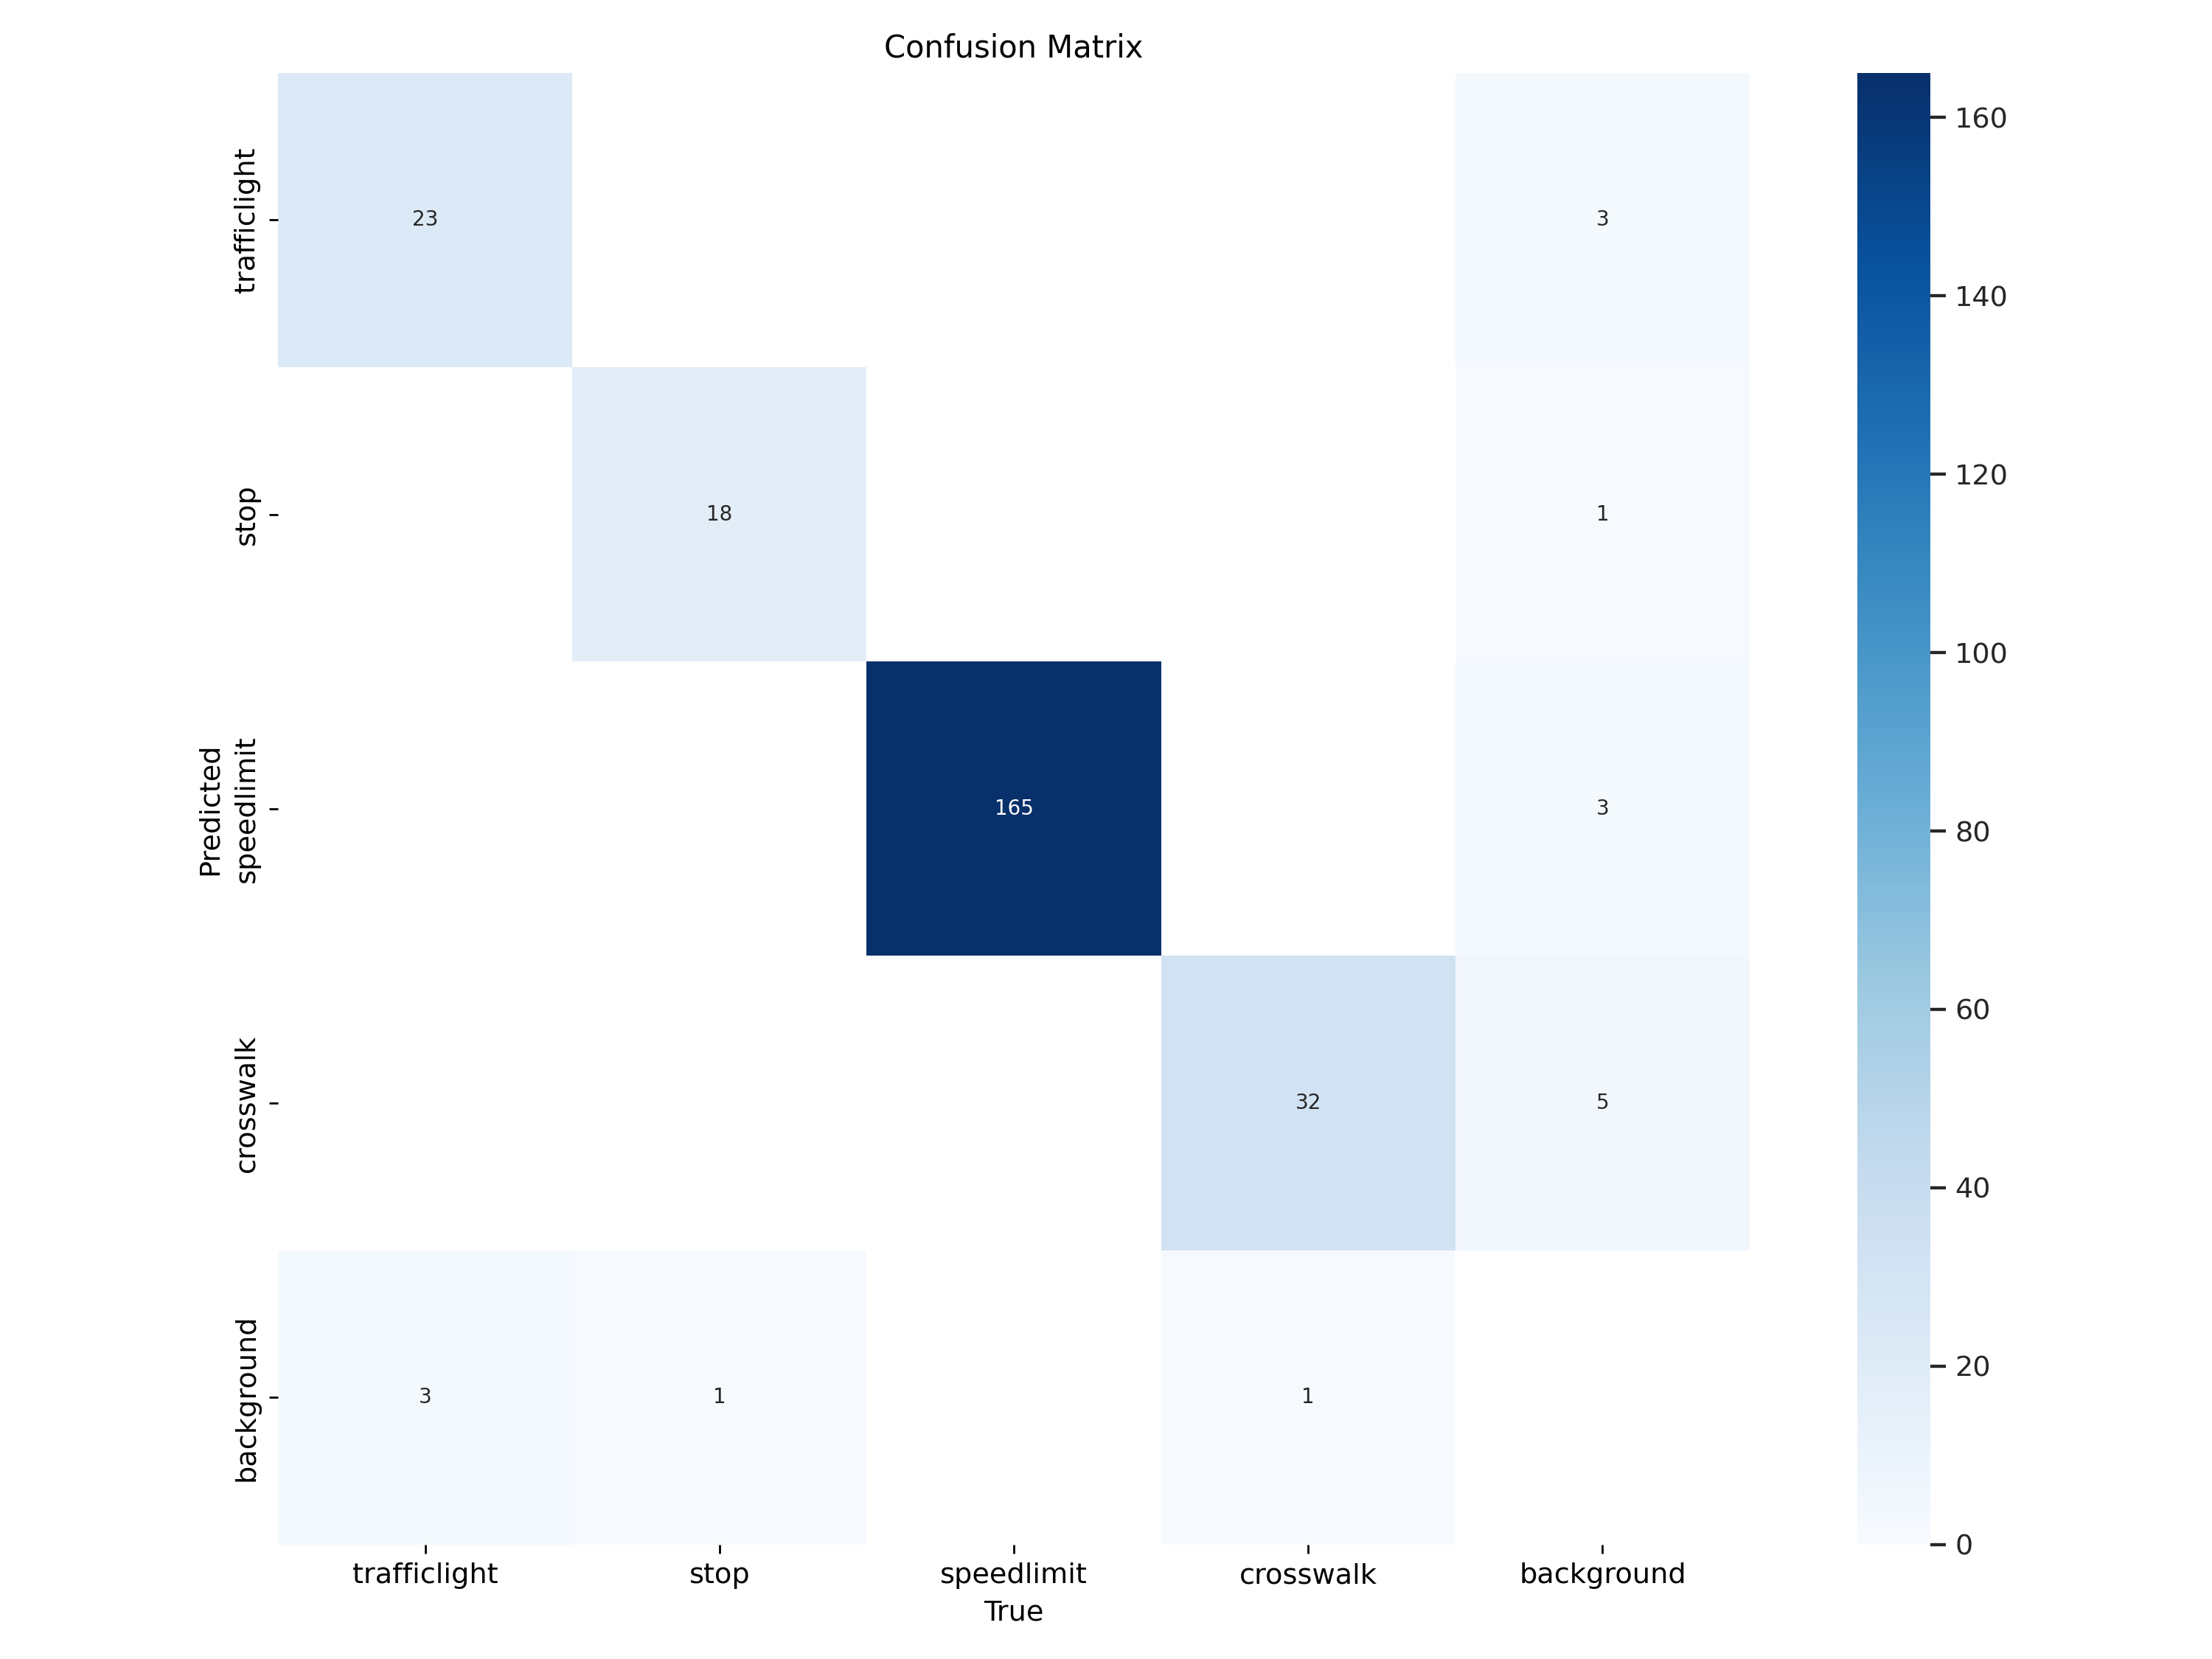 Confusion Matrix
trafficlight
23
3
stop
18
1
Predicted
speedlimit
165
3
crosswalk
32
5
background
3
1
1
trafficlight
stop
speedlimit
crosswalk
background
True
160
140
120
100
80
60
40
20
0